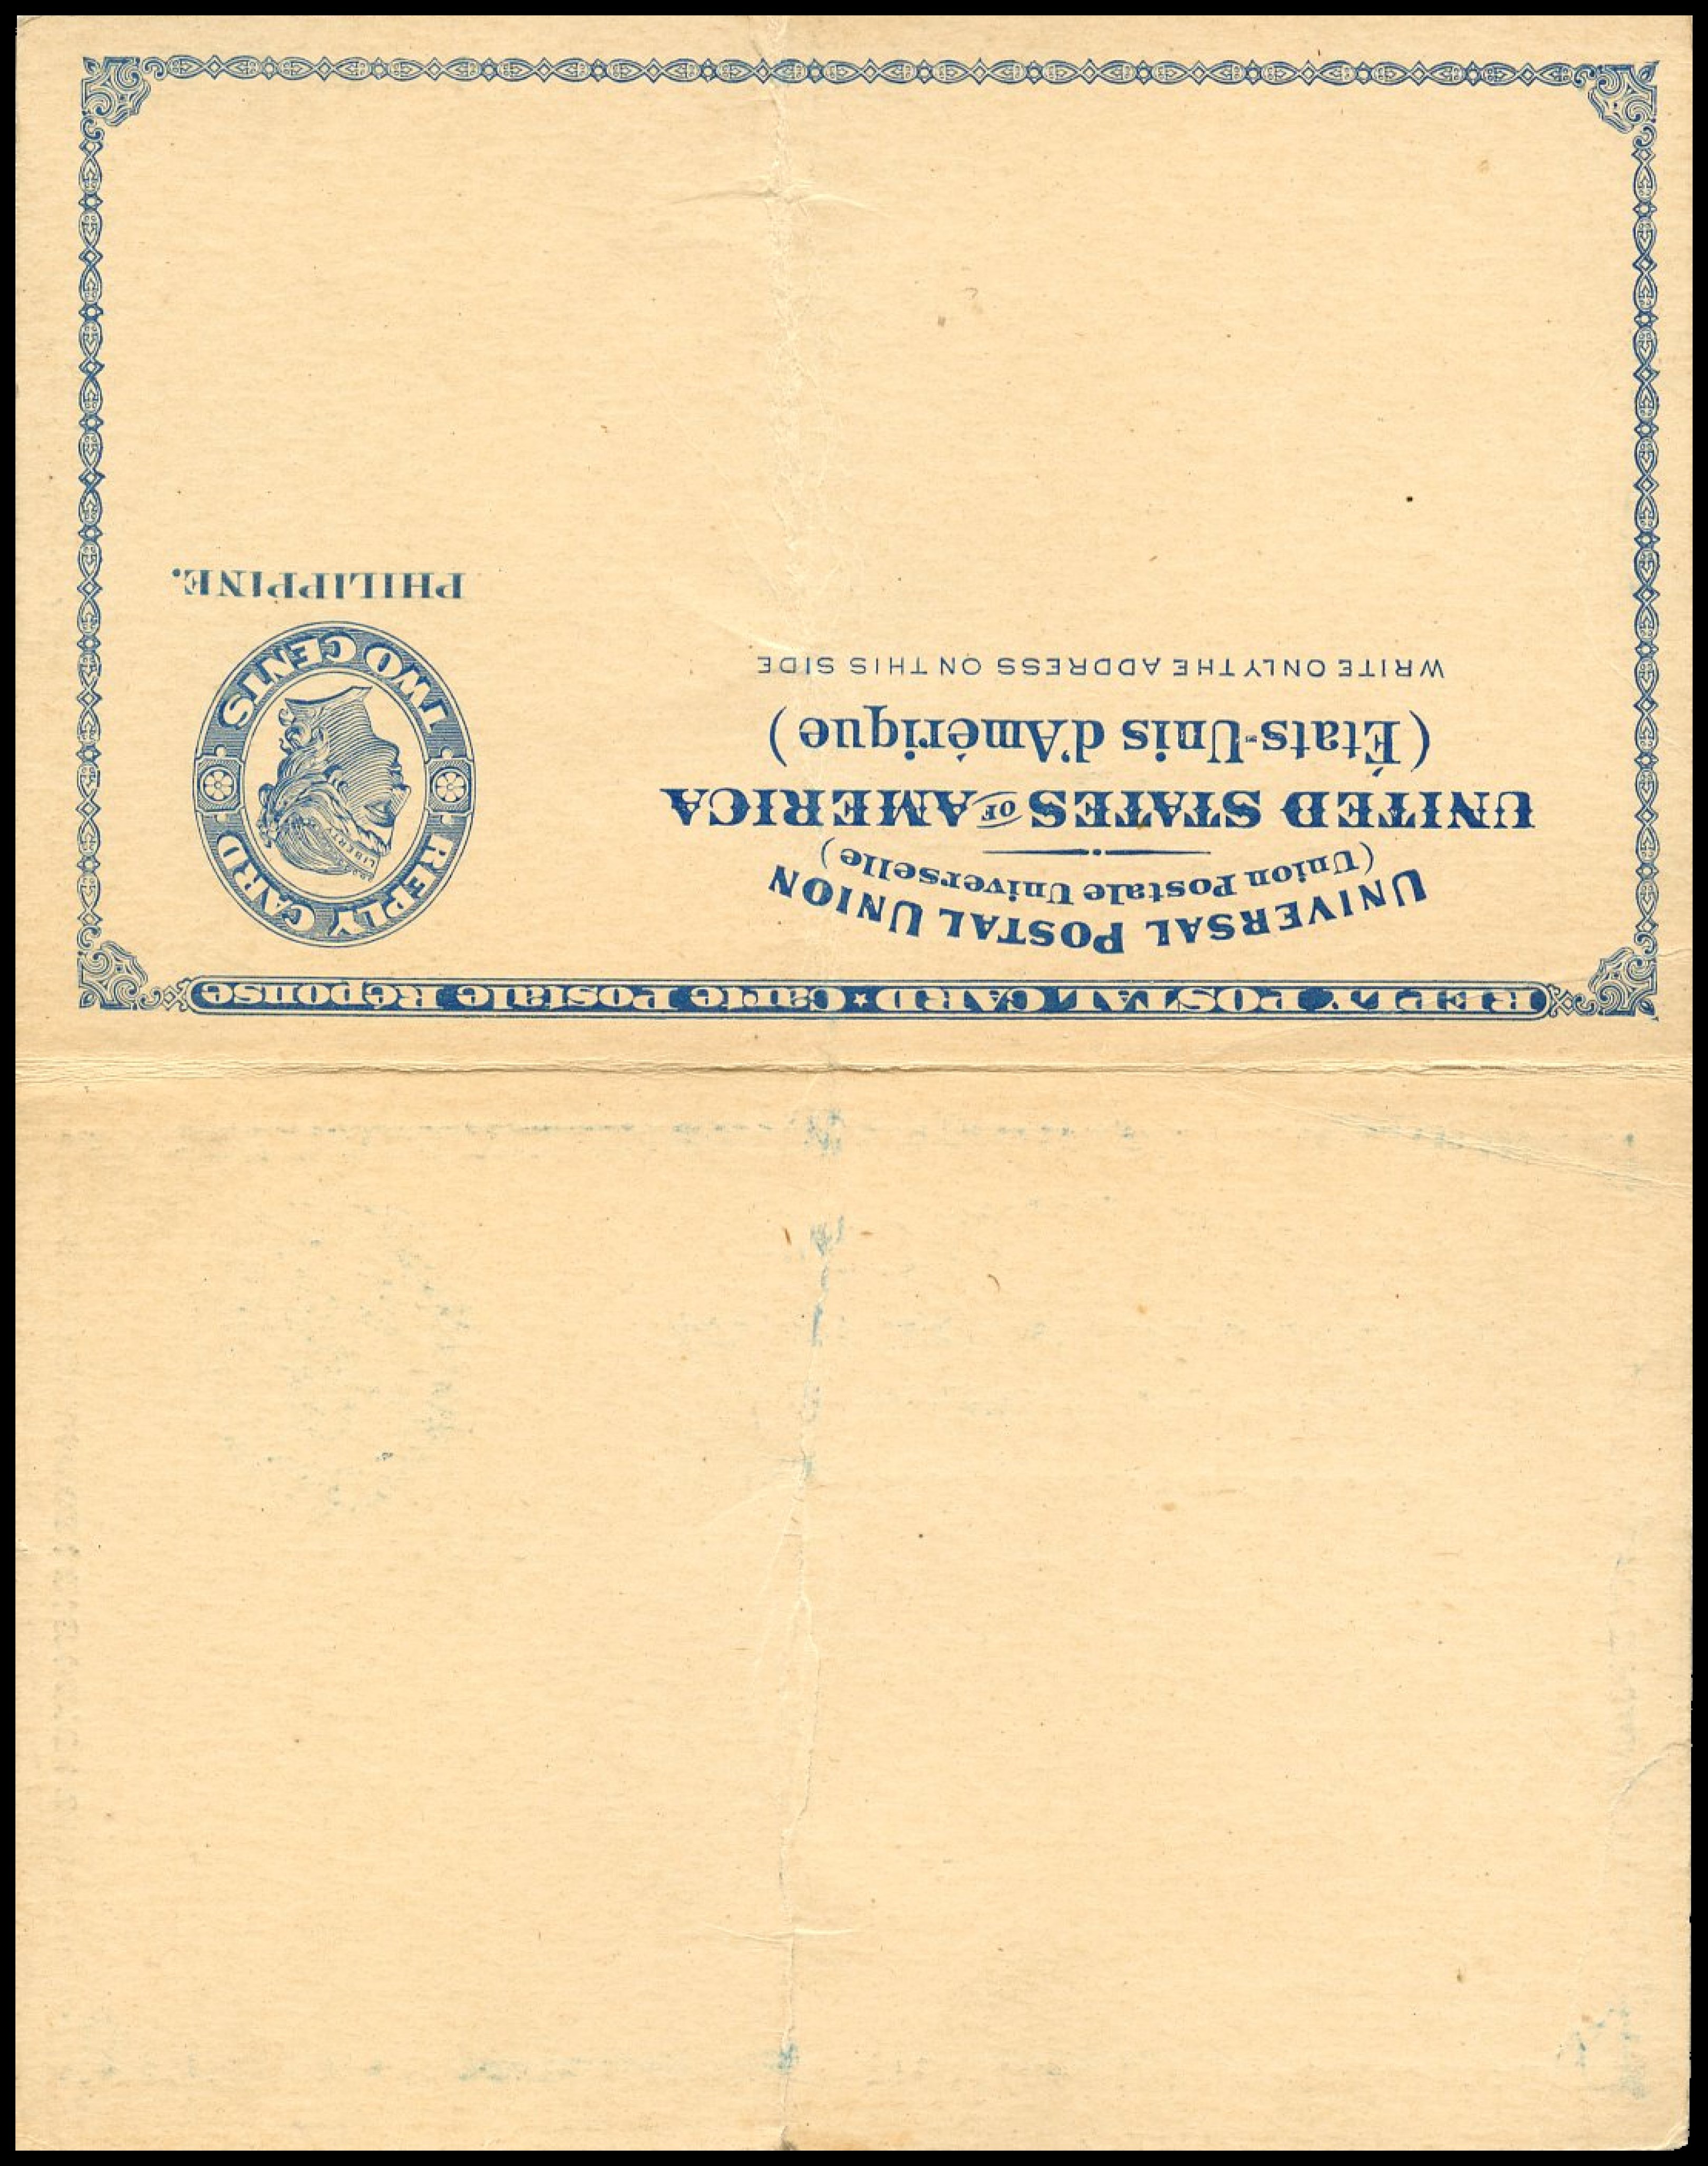 REPLY POSTAL CARD ★ Carte Postale Réponse
UNIVERSAL POSTAL UNION
(Union Postale Universelle)
UNITED STATES OF AMERICA
(États-Unis d'Amérique)
WRITE ONLY THE ADDRESS ON THIS SIDE
REPLY CARD
LIBERTY
TWO CENTS
PHILIPPINE.